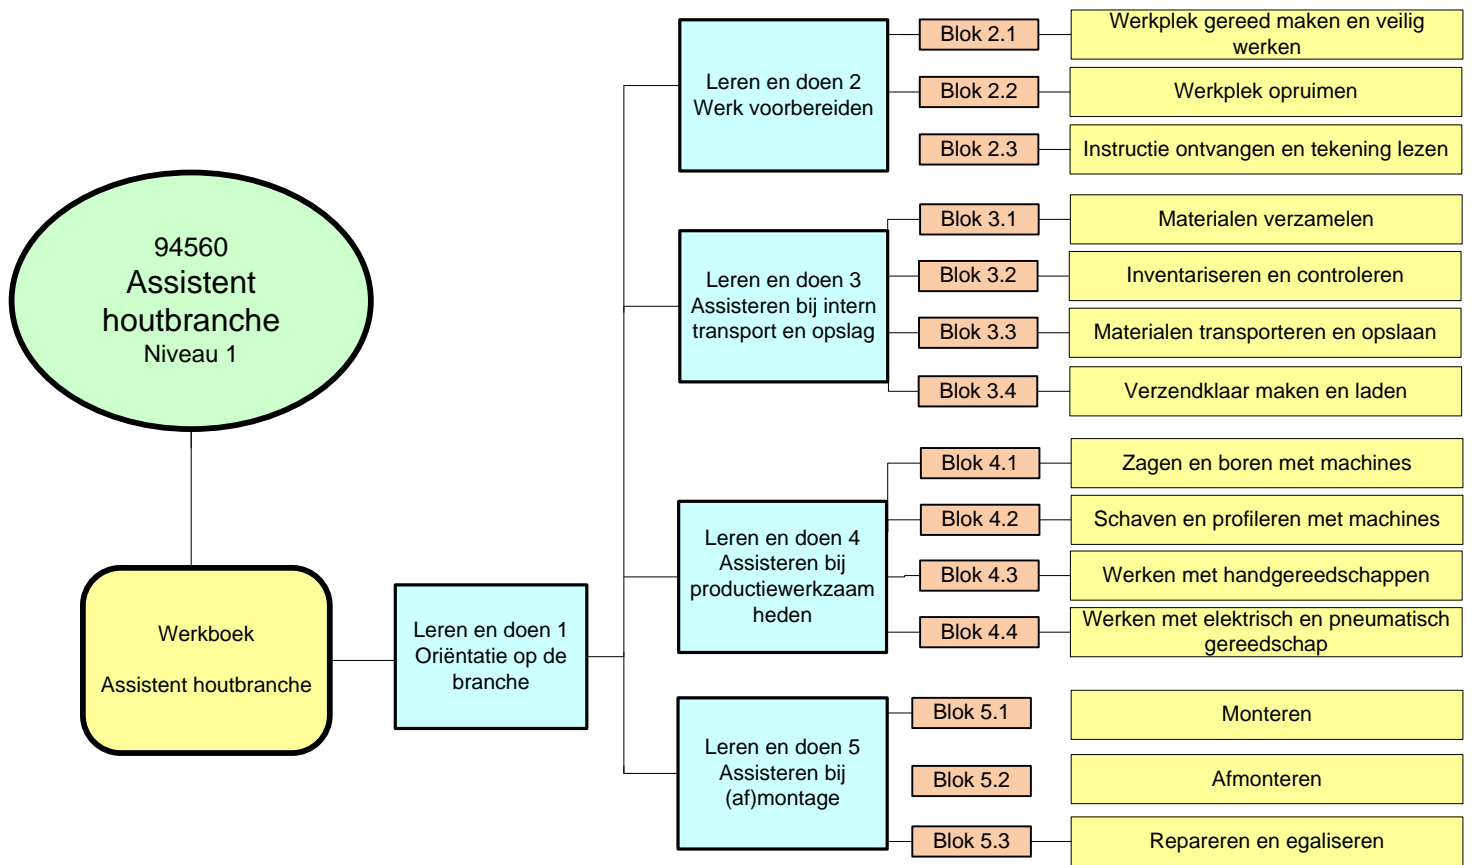 94560
Assistent
houtbranche
Niveau 1
Werkboek
Assistent houtbranche
Leren en doen 1
Oriëntatie op de
branche
Leren en doen 2
Werk voorbereiden
Blok 2.1
Werkplek gereed maken en veilig
werken
Blok 2.2
Werkplek opruimen
Blok 2.3
Instructie ontvangen en tekening lezen
Leren en doen 3
Assisteren bij intern
transport en opslag
Blok 3.1
Materialen verzamelen
Blok 3.2
Inventariseren en controleren
Blok 3.3
Materialen transporteren en opslaan
Blok 3.4
Verzendklaar maken en laden
Leren en doen 4
Assisteren bij
productiewerkzaam
heden
Blok 4.1
Zagen en boren met machines
Blok 4.2
Schaven en profileren met machines
Blok 4.3
Werken met handgereedschappen
Blok 4.4
Werken met elektrisch en pneumatisch
gereedschap
Leren en doen 5
Assisteren bij
(af)montage
Blok 5.1
Monteren
Blok 5.2
Afmonteren
Blok 5.3
Repareren en egaliseren